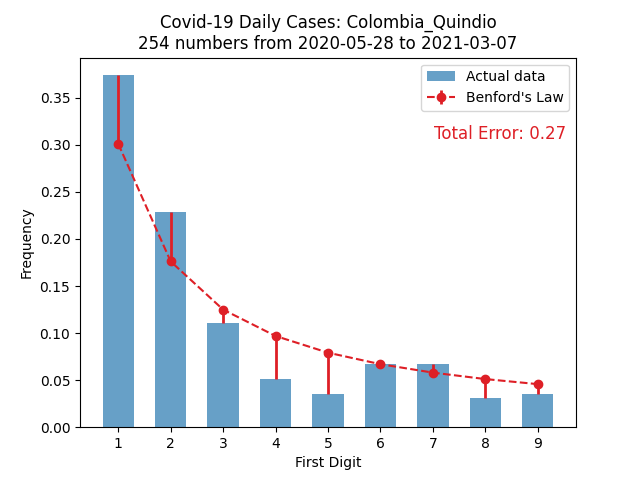 Covid-19 Daily Cases: Colombia_Quindio
254 numbers from 2020-05-28 to 2021-03-07
Actual data
Benford's Law
Total Error: 0.27
Frequency
0.35
0.30
0.25
0.20
0.15
0.10
0.05
0.00
1 2 3 4 5 6 7 8 9
First Digit